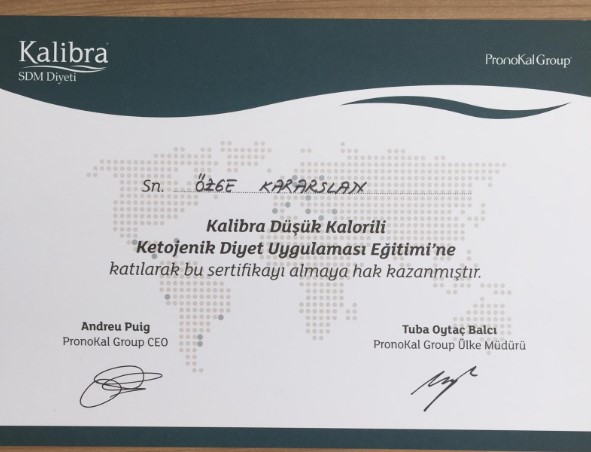 Kalibra
SDM Diyeti
PronoKal Group
Sn. ÖZGE KARARSLAN
Kalibra Düşük Kalorili
Ketojenik Diyet Uygulaması Eğitimi'ne
katılarak bu sertifikayı almaya hak kazanmıştır.
Andreu Puig
PronoKal Group CEO
Tuba Oytaç Balcı
PronoKal Group Ülke Müdürü